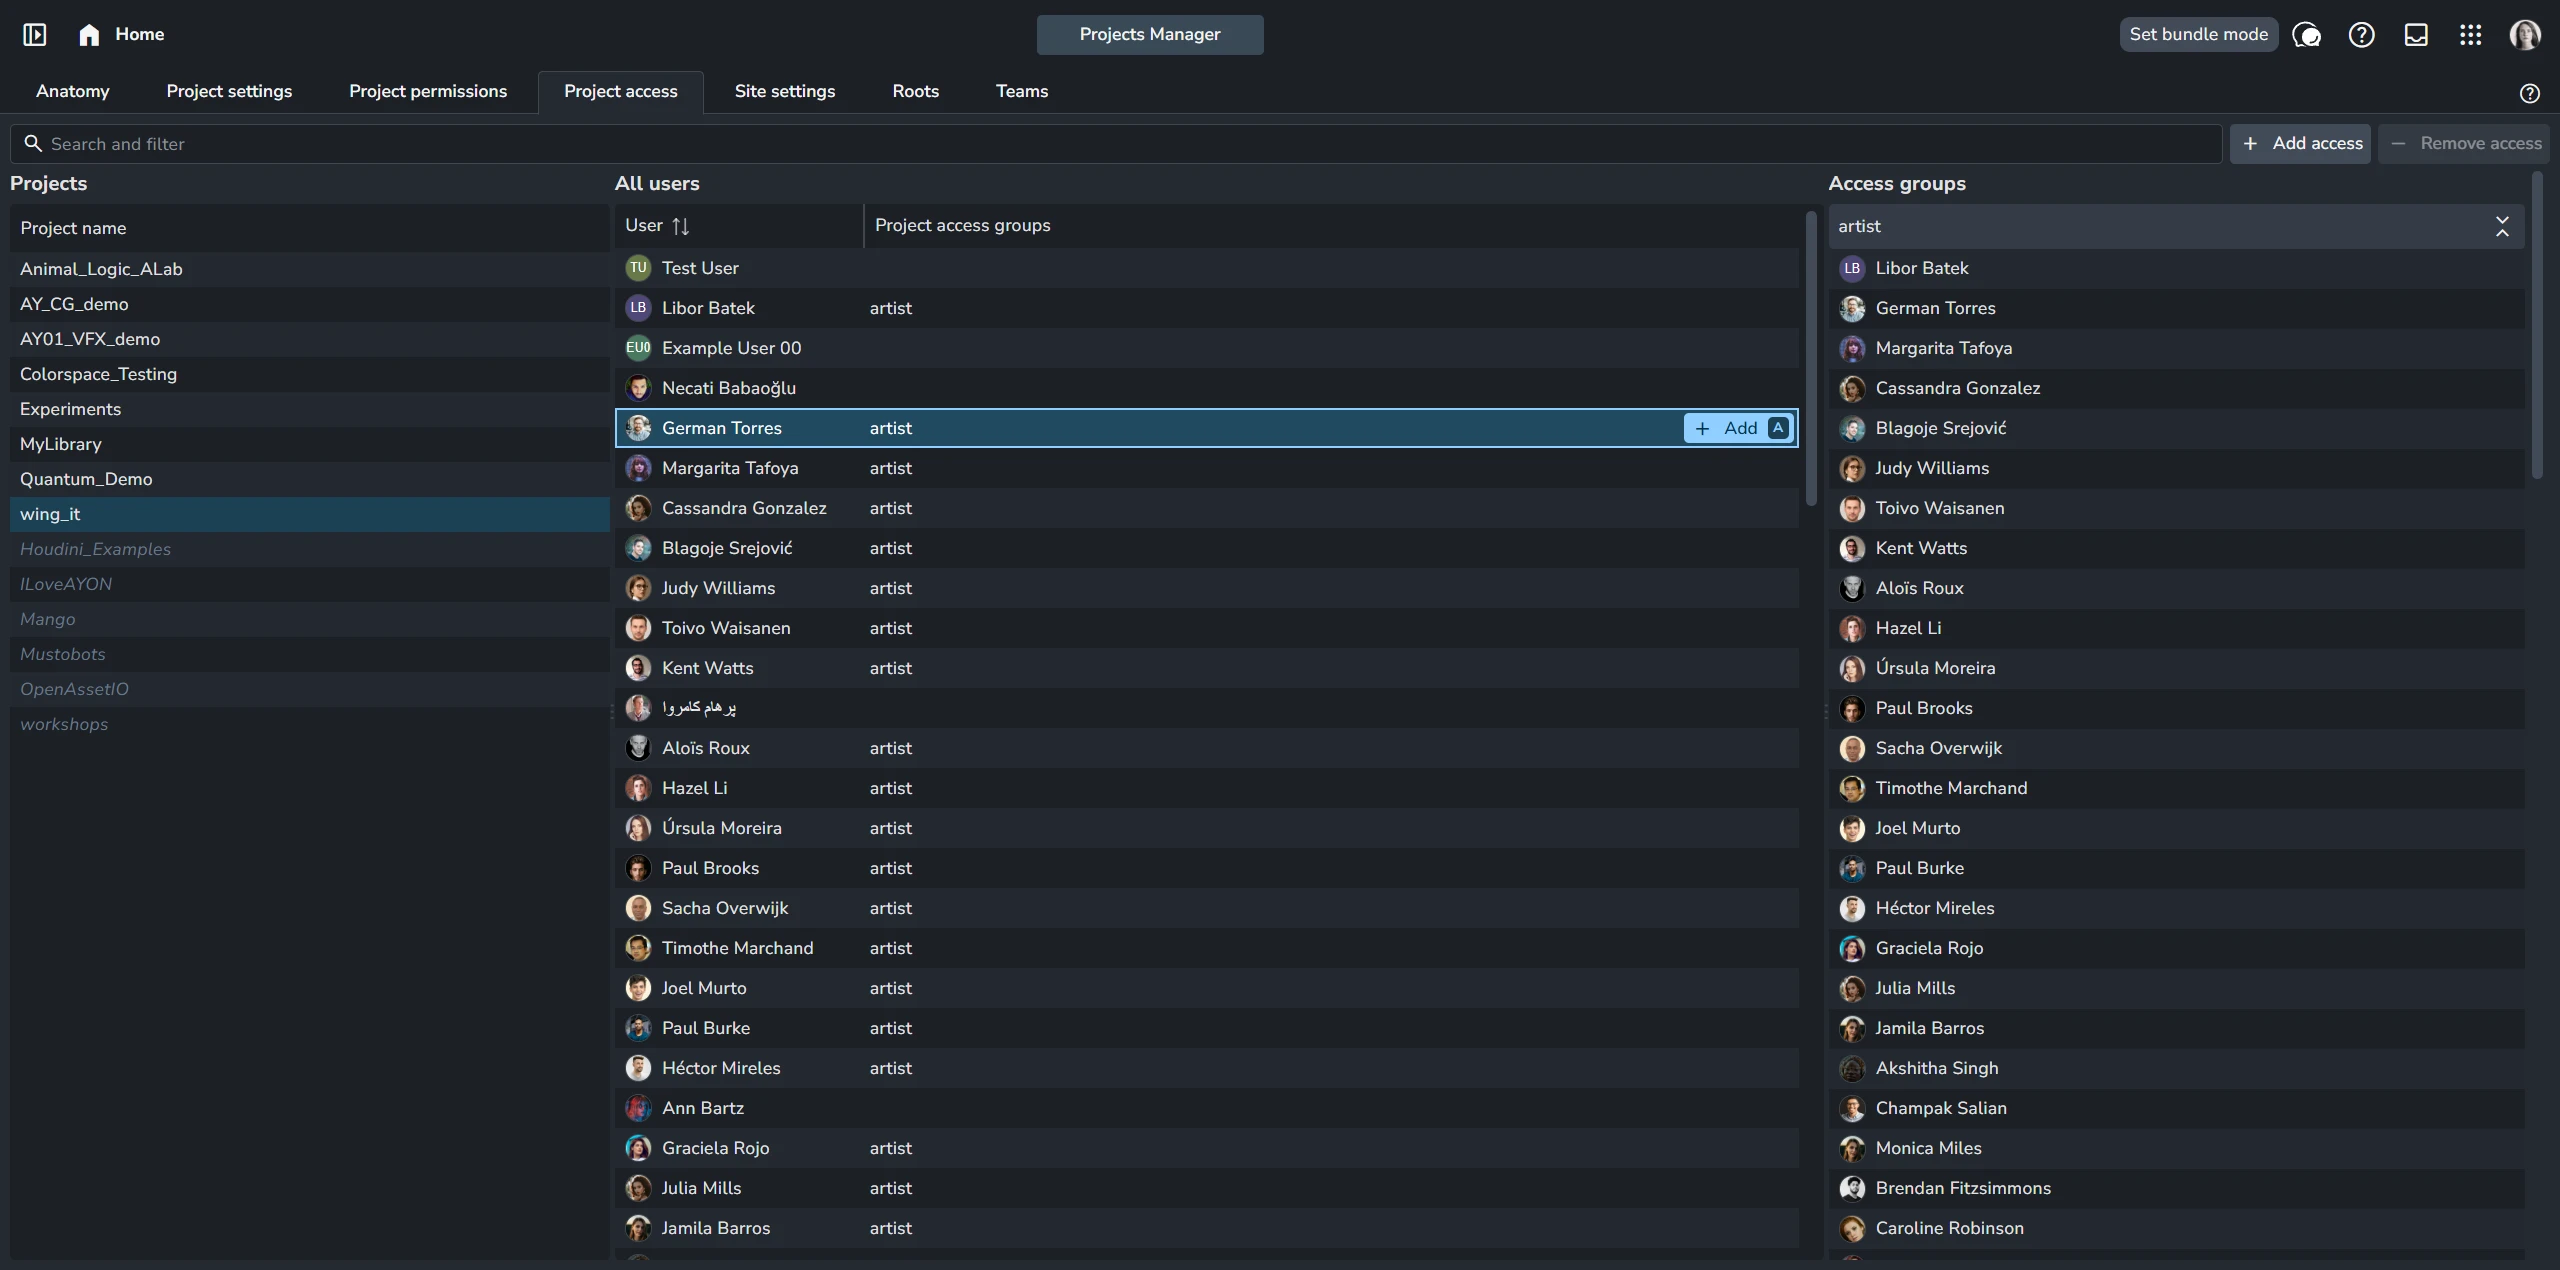 Home
Projects Manager
Set bundle mode
Anatomy
Project settings
Project permissions
Project access
Site settings
Roots
Teams
Search and filter
Add access
Remove access
Projects
Project name
Animal_Logic_ALab
AY_CG_demo
AY01_VFX_demo
Colorspace_Testing
Experiments
MyLibrary
Quantum_Demo
wing_it
Houdini_Examples
ILoveAYON
Mango
Mustobots
OpenAssetIO
workshops
All users
User
Project access groups
TU Test User
LB Libor Batek artist
EU0 Example User 00
Necati Babaoğlu
German Torres artist + Add A
Margarita Tafoya artist
Cassandra Gonzalez artist
Blagoje Srejović artist
Judy Williams artist
Toivo Waisanen artist
Kent Watts artist
پرهام کامروا
Aloïs Roux artist
Hazel Li artist
Úrsula Moreira artist
Paul Brooks artist
Sacha Overwijk artist
Timothe Marchand artist
Joel Murto artist
Paul Burke artist
Héctor Mireles artist
Ann Bartz
Graciela Rojo artist
Julia Mills artist
Jamila Barros artist
Access groups
artist
LB Libor Batek
German Torres
Margarita Tafoya
Cassandra Gonzalez
Blagoje Srejović
Judy Williams
Toivo Waisanen
Kent Watts
Aloïs Roux
Hazel Li
Úrsula Moreira
Paul Brooks
Sacha Overwijk
Timothe Marchand
Joel Murto
Paul Burke
Héctor Mireles
Graciela Rojo
Julia Mills
Jamila Barros
Akshitha Singh
Champak Salian
Monica Miles
Brendan Fitzsimmons
Caroline Robinson